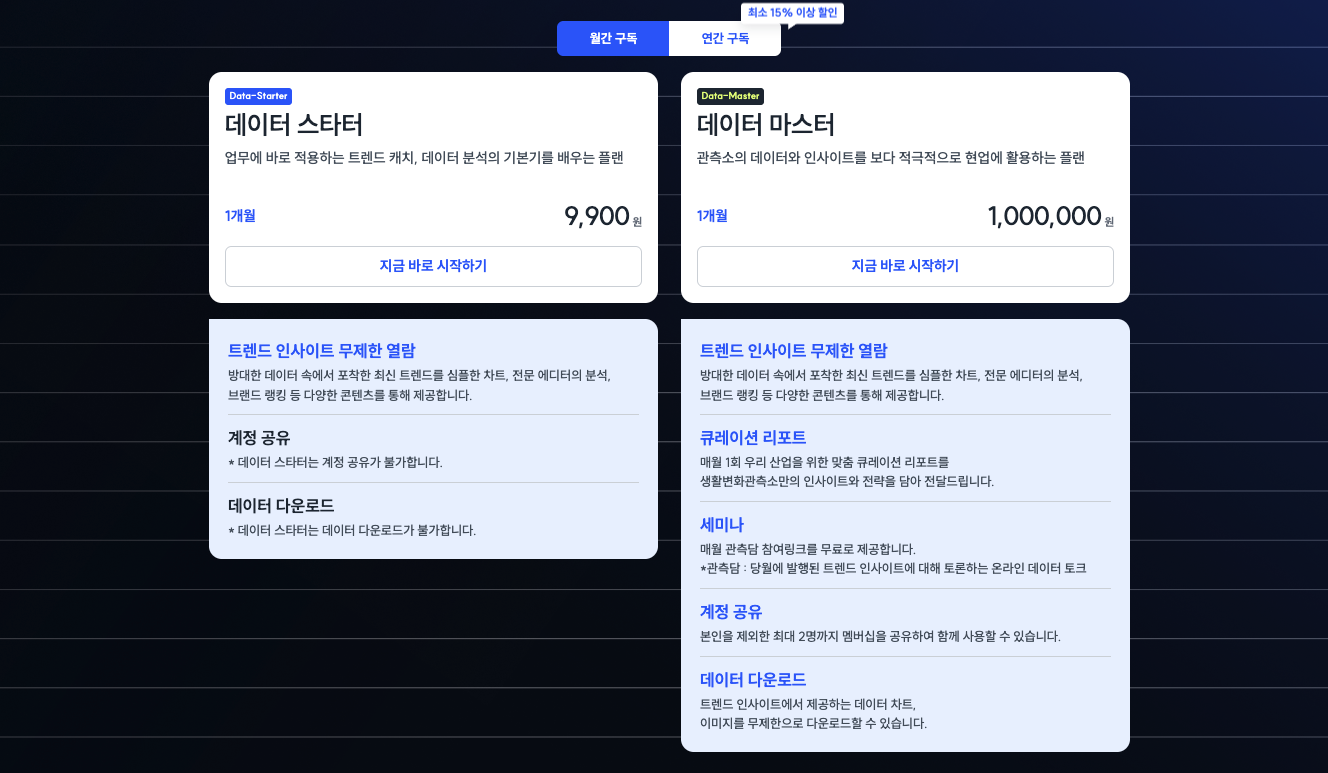 최소 15% 이상 할인
월간 구독
연간 구독
Data-Starter
데이터 스타터
업무에 바로 적용하는 트렌드 캐치, 데이터 분석의 기본기를 배우는 플랜
1개월
9,900 원
지금 바로 시작하기
트렌드 인사이트 무제한 열람
방대한 데이터 속에서 포착한 최신 트렌드를 심플한 차트, 전문 에디터의 분석,
브랜드 랭킹 등 다양한 콘텐츠를 통해 제공합니다.
계정 공유
* 데이터 스타터는 계정 공유가 불가합니다.
데이터 다운로드
* 데이터 스타터는 데이터 다운로드가 불가합니다.
Data-Master
데이터 마스터
관측소의 데이터와 인사이트를 보다 적극적으로 현업에 활용하는 플랜
1개월
1,000,000 원
지금 바로 시작하기
트렌드 인사이트 무제한 열람
방대한 데이터 속에서 포착한 최신 트렌드를 심플한 차트, 전문 에디터의 분석,
브랜드 랭킹 등 다양한 콘텐츠를 통해 제공합니다.
큐레이션 리포트
매월 1회 우리 산업을 위한 맞춤 큐레이션 리포트를
생활변화관측소만의 인사이트와 전략을 담아 전달드립니다.
세미나
매월 관측담 참여링크를 무료로 제공합니다.
*관측담 : 당월에 발행된 트렌드 인사이트에 대해 토론하는 온라인 데이터 토크
계정 공유
본인을 제외한 최대 2명까지 멤버십을 공유하여 함께 사용할 수 있습니다.
데이터 다운로드
트렌드 인사이트에서 제공하는 데이터 차트,
이미지를 무제한으로 다운로드할 수 있습니다.